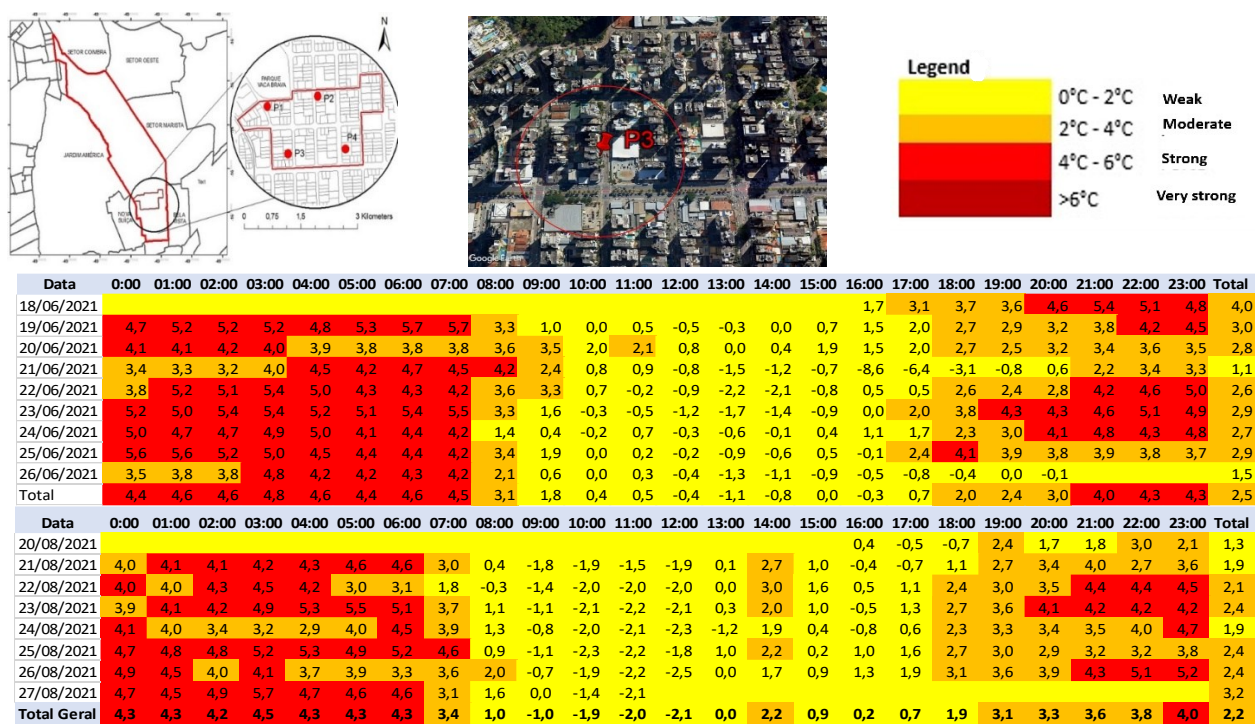 SETOR COIMBRA
SETOR OESTE
SETOR MARISTA
JARDIM AMÉRICA
NOVA SUÍÇA
BELA VISTA
N
PARQUE VACA BRAVA
P1
P2
P3
P4
0 0.75 1.5 3 Kilometers
P3
Google Earth
Legend
0°C - 2°C Weak
2°C - 4°C Moderate
4°C - 6°C Strong
>6°C Very strong
Data 0:00 01:00 02:00 03:00 04:00 05:00 06:00 07:00 08:00 09:00 10:00 11:00 12:00 13:00 14:00 15:00 16:00 17:00 18:00 19:00 20:00 21:00 22:00 23:00 Total
18/06/2021 1,7 3,1 3,7 3,6 4,6 5,4 5,1 4,8 4,0
19/06/2021 4,7 5,2 5,2 5,2 4,8 5,3 5,7 5,7 3,3 1,0 0,0 0,5 -0,5 -0,3 0,0 0,7 1,5 2,0 2,7 2,9 3,2 3,8 4,2 4,5 3,0
20/06/2021 4,1 4,1 4,2 4,0 3,9 3,8 3,8 3,8 3,6 3,5 2,0 2,1 0,8 0,0 0,4 1,9 1,5 2,0 2,7 2,5 3,2 3,4 3,6 3,5 2,8
21/06/2021 3,4 3,3 3,2 4,0 4,5 4,2 4,7 4,5 4,2 2,4 0,8 0,9 -0,8 -1,5 -1,2 -0,7 -8,6 -6,4 -3,1 -0,8 0,6 2,2 3,4 3,3 1,1
22/06/2021 3,8 5,2 5,1 5,4 5,0 4,3 4,3 4,2 3,6 3,3 0,7 -0,2 -0,9 -2,2 -2,1 -0,8 0,5 0,5 2,6 2,4 2,8 4,2 4,6 5,0 2,6
23/06/2021 5,2 5,0 5,4 5,4 5,2 5,1 5,4 5,5 3,3 1,6 -0,3 -0,5 -1,2 -1,7 -1,4 -0,9 0,0 2,0 3,8 4,3 4,3 4,6 5,1 4,9 2,9
24/06/2021 5,0 4,7 4,7 4,9 5,0 4,1 4,4 4,2 1,4 0,4 -0,2 0,7 -0,3 -0,6 -0,1 0,4 1,1 1,7 2,3 3,0 4,1 4,8 4,3 4,8 2,7
25/06/2021 5,6 5,6 5,2 5,0 4,5 4,4 4,4 4,2 3,4 1,9 0,0 0,2 -0,2 -0,9 -0,6 0,5 -0,1 2,4 4,1 3,9 3,8 3,9 3,8 3,7 2,9
26/06/2021 3,5 3,8 3,8 4,8 4,2 4,2 4,3 4,2 2,1 0,6 0,0 0,3 -0,4 -1,3 -1,1 -0,9 -0,5 -0,8 -0,4 0,0 -0,1 1,5
Total 4,4 4,6 4,6 4,8 4,6 4,4 4,6 4,5 3,1 1,8 0,4 0,5 -0,4 -1,1 -0,8 0,0 -0,3 0,7 2,0 2,4 3,0 4,0 4,3 4,3 2,5
Data 0:00 01:00 02:00 03:00 04:00 05:00 06:00 07:00 08:00 09:00 10:00 11:00 12:00 13:00 14:00 15:00 16:00 17:00 18:00 19:00 20:00 21:00 22:00 23:00 Total
20/08/2021 0,4 -0,5 -0,7 2,4 1,7 1,8 3,0 2,1 1,3
21/08/2021 4,0 4,1 4,1 4,2 4,3 4,6 4,6 3,0 0,4 -1,8 -1,9 -1,5 -1,9 0,1 2,7 1,0 -0,4 -0,7 1,1 2,7 3,4 4,0 2,7 3,6 1,9
22/08/2021 4,0 4,0 4,3 4,5 4,2 3,0 3,1 1,8 -0,3 -1,4 -2,0 -2,0 -2,0 0,0 3,0 1,6 0,5 1,1 2,4 3,0 3,5 4,4 4,4 4,5 2,1
23/08/2021 3,9 4,1 4,2 4,9 5,3 5,5 5,1 3,7 1,1 -1,1 -2,1 -2,2 -2,1 0,3 2,0 1,0 -0,5 1,3 2,7 3,6 4,1 4,2 4,2 4,2 2,4
24/08/2021 4,1 4,0 3,4 3,2 2,9 4,0 4,5 3,9 1,3 -0,8 -2,0 -2,1 -2,3 -1,2 1,9 0,4 -0,8 0,6 2,3 3,3 3,4 3,5 4,0 4,7 1,9
25/08/2021 4,7 4,8 4,8 5,2 5,3 4,9 5,2 4,6 0,9 -1,1 -2,3 -2,2 -1,8 1,0 2,2 0,2 1,0 1,6 2,7 3,0 2,9 3,2 3,2 3,8 2,4
26/08/2021 4,9 4,5 4,0 4,1 3,7 3,9 3,3 3,6 2,0 -0,7 -1,9 -2,2 -2,5 0,0 1,7 0,9 1,3 1,9 3,1 3,6 3,9 4,3 5,1 5,2 2,4
27/08/2021 4,7 4,5 4,9 5,7 4,7 4,6 4,6 3,1 1,6 0,0 -1,4 -2,1 3,2
Total Geral 4,3 4,3 4,2 4,5 4,3 4,3 4,3 3,4 1,0 -1,0 -1,9 -2,0 -2,1 0,0 2,2 0,9 0,2 0,7 1,9 3,1 3,3 3,6 3,8 4,0 2,2